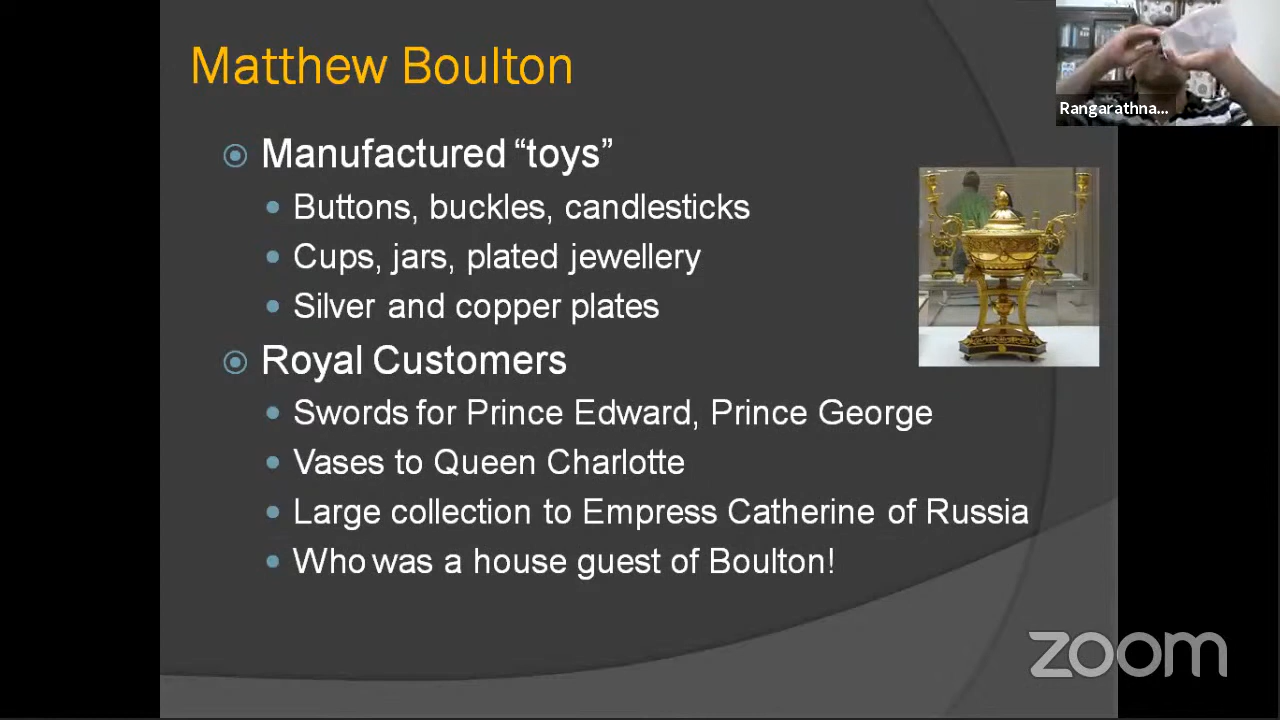 Matthew Boulton
Rangarathna...
Manufactured “toys”
Buttons, buckles, candlesticks
Cups, jars, plated jewellery
Silver and copper plates
Royal Customers
Swords for Prince Edward, Prince George
Vases to Queen Charlotte
Large collection to Empress Catherine of Russia
Who was a house guest of Boulton!
zoom